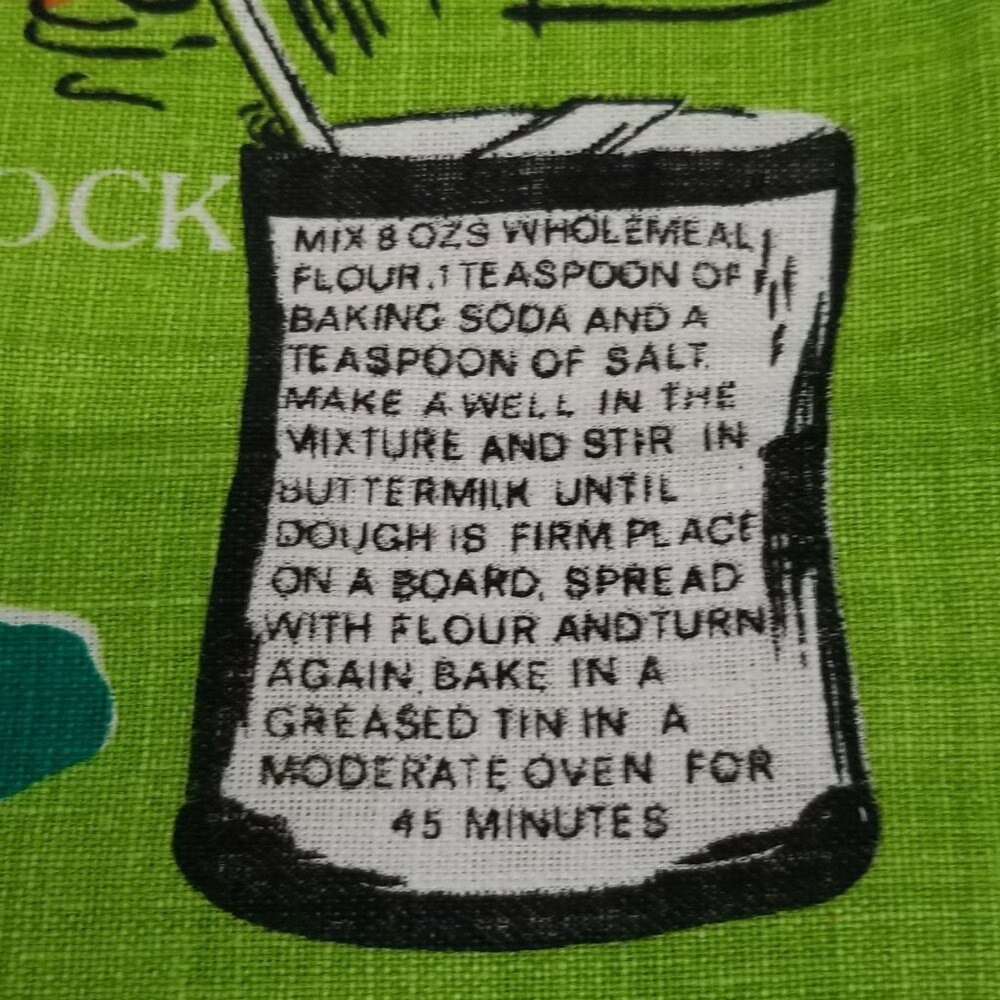 OCK
MIX 8 OZS WHOLEMEAL
FLOUR. 1 TEASPOON OF
BAKING SODA AND A
TEASPOON OF SALT.
MAKE A WELL IN THE
MIXTURE AND STIR IN
BUTTERMILK UNTIL
DOUGH IS FIRM PLACE
ON A BOARD, SPREAD
WITH FLOUR AND TURN
AGAIN. BAKE IN A
GREASED TIN IN A
MODERATE OVEN FOR
45 MINUTES